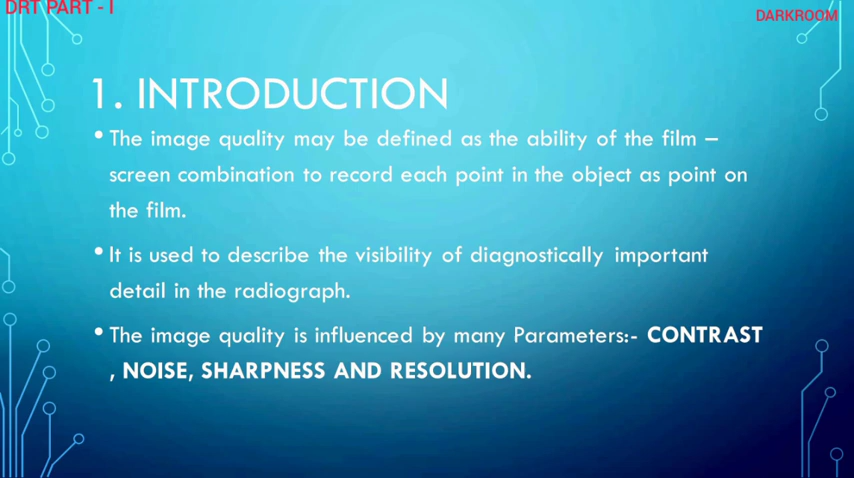 DRT PART - I
DARKROOM
1. INTRODUCTION
• The image quality may be defined as the ability of the film –
screen combination to record each point in the object as point on
the film.
• It is used to describe the visibility of diagnostically important
detail in the radiograph.
• The image quality is influenced by many Parameters:- CONTRAST
, NOISE, SHARPNESS AND RESOLUTION.